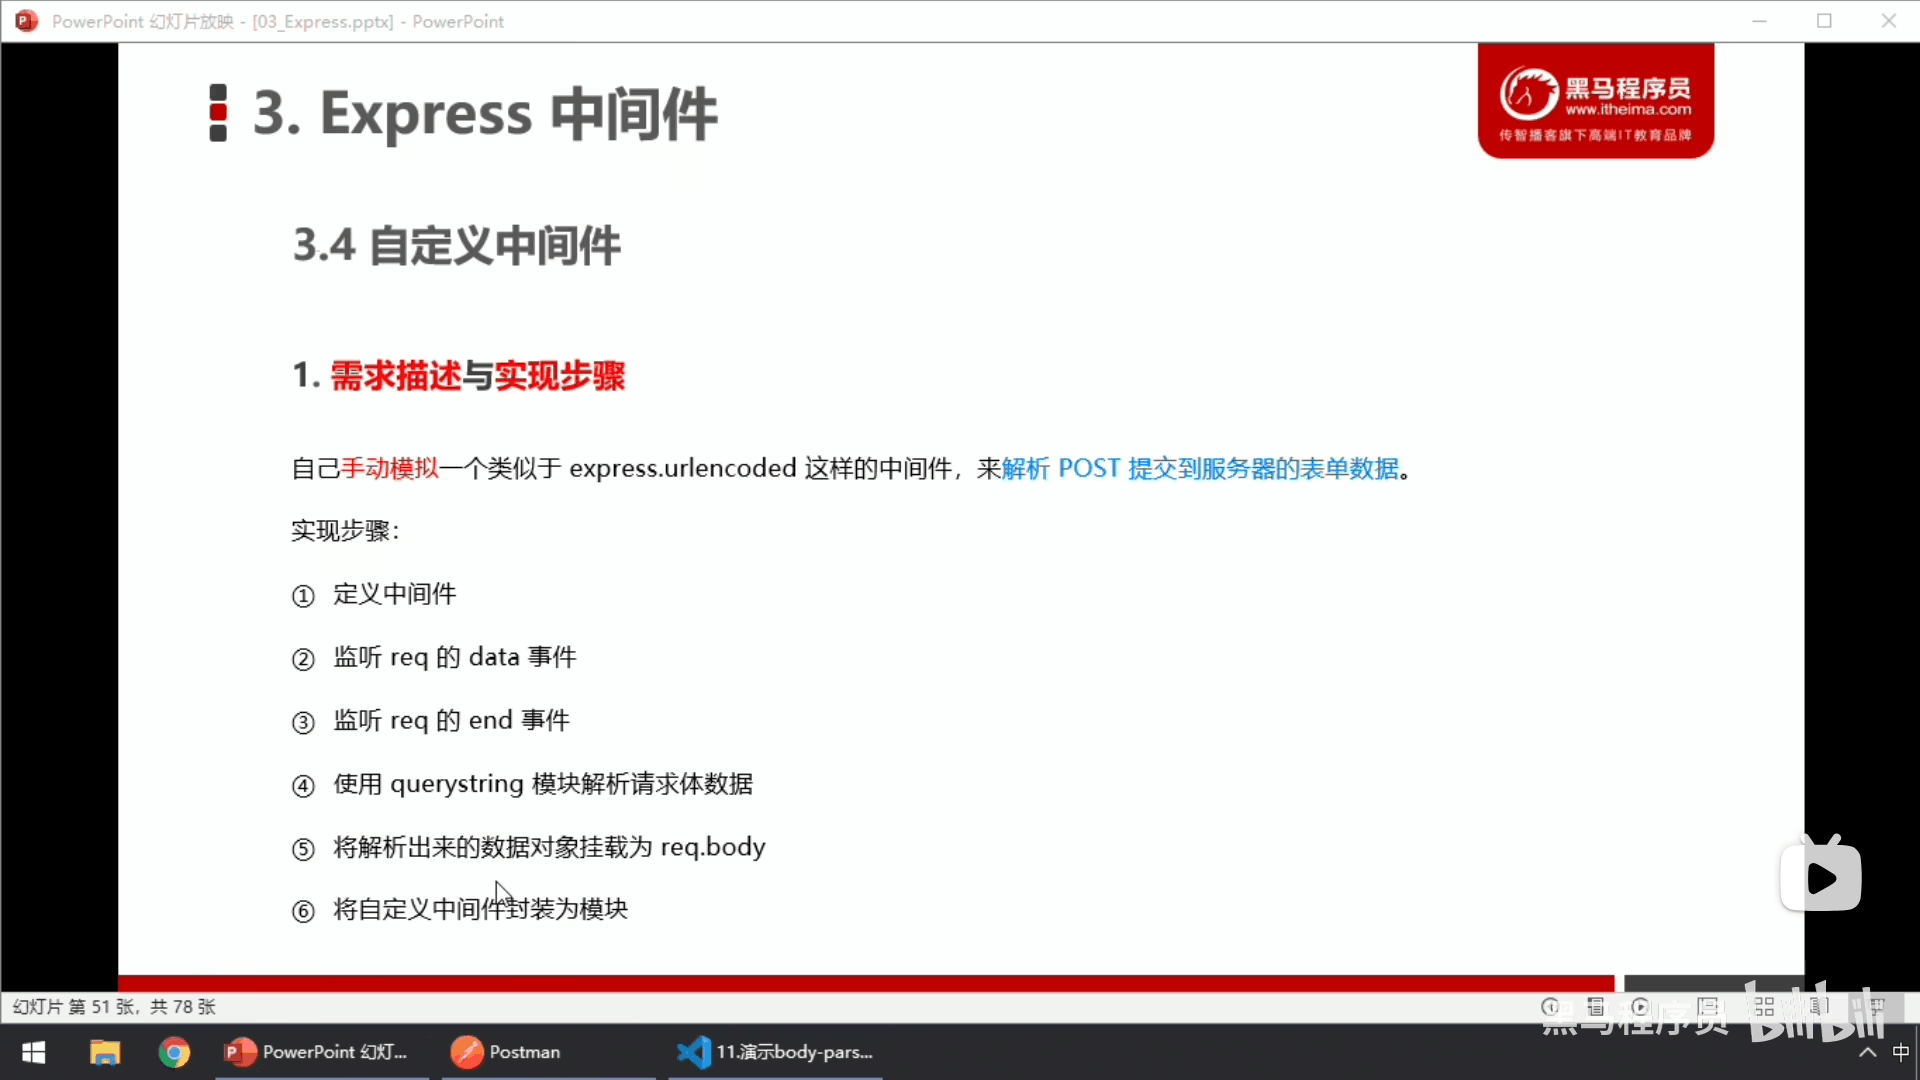 PowerPoint 幻灯片放映 - [03_Express.pptx] - PowerPoint
3. Express 中间件
黑马程序员
www.itheima.com
传智播客旗下高端IT教育品牌
3.4 自定义中间件
1. 需求描述与实现步骤
自己手动模拟一个类似于 express.urlencoded 这样的中间件，来解析 POST 提交到服务器的表单数据。
实现步骤：
① 定义中间件
② 监听 req 的 data 事件
③ 监听 req 的 end 事件
④ 使用 querystring 模块解析请求体数据
⑤ 将解析出来的数据对象挂载为 req.body
⑥ 将自定义中间件封装为模块
幻灯片 第 51 张，共 78 张
黑马程序员 bilibili
PowerPoint 幻灯...
Postman
11.演示body-pars...
中